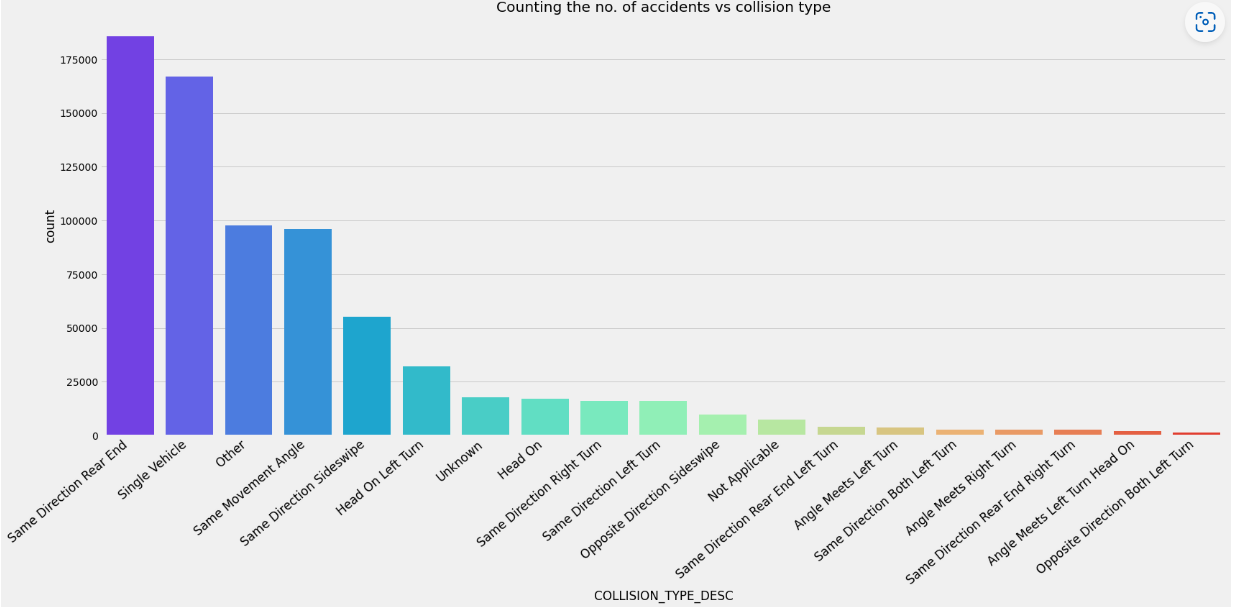 Counting the no. of accidents vs collision type
175000
150000
125000
100000
75000
50000
25000
0
count
Same Direction Rear End
Single Vehicle
Other
Same Movement Angle
Same Direction Sideswipe
Head On Left Turn
Unknown
Head On
Same Direction Right Turn
Same Direction Left Turn
Opposite Direction Sideswipe
Not Applicable
Same Direction Rear End Left Turn
Angle Meets Left Turn
Same Direction Both Left Turn
Angle Meets Right Turn
Same Direction Rear End Right Turn
Angle Meets Left Turn Head On
Opposite Direction Both Left Turn
COLLISION_TYPE_DESC